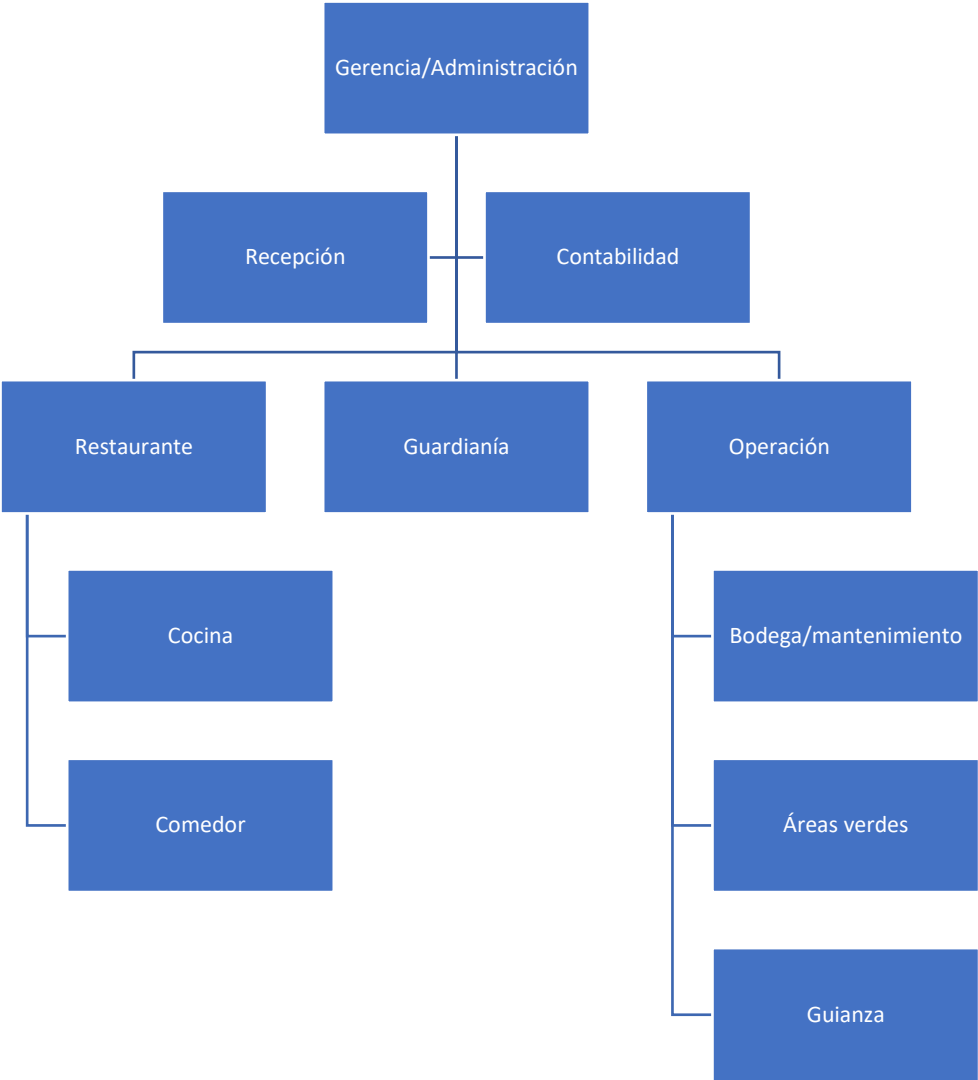 Gerencia/Administración
Recepción
Contabilidad
Restaurante
Guardianía
Operación
Cocina
Bodega/mantenimiento
Comedor
Áreas verdes
Guianza